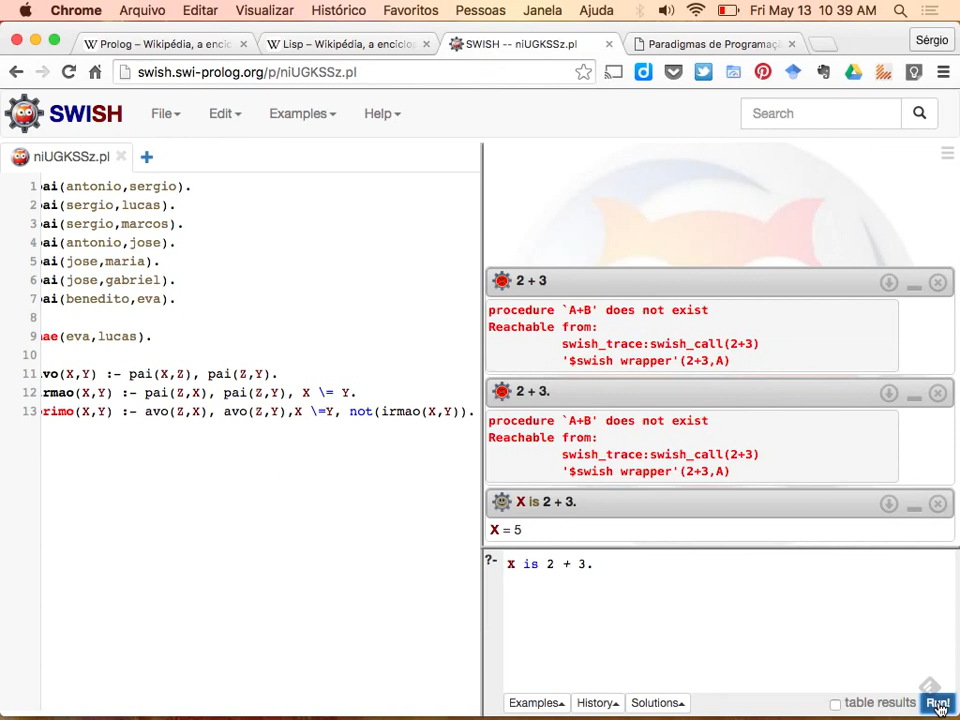 Chrome Arquivo Editar Visualizar Histórico Favoritos Pessoas Janela Ajuda Fri May 13 10:39 AM
Prolog – Wikipédia, a encic Lisp – Wikipédia, a encicloı SWISH -- niUGKSSz.pl Paradigmas de Programaç Sérgio
swish.swi-prolog.org/p/niUGKSSz.pl
SWISH File Edit Examples Help Search
niUGKSSz.pl
1 ai(antonio,sergio).
2 ai(sergio,lucas).
3 ai(sergio,marcos).
4 ai(antonio,jose).
5 ai(jose,maria).
6 ai(jose,gabriel).
7 ai(benedito,eva).
8
9 ae(eva,lucas).
10
11 vo(X,Y) :- pai(X,Z), pai(Z,Y).
12 rmao(X,Y) :- pai(Z,X), pai(Z,Y), X \= Y.
13 rimo(X,Y) :- avo(Z,X), avo(Z,Y),X \=Y, not(irmao(X,Y)).
2 + 3
procedure `A+B' does not exist
Reachable from:
swish_trace:swish_call(2+3)
'$swish wrapper'(2+3,A)
2 + 3.
procedure `A+B' does not exist
Reachable from:
swish_trace:swish_call(2+3)
'$swish wrapper'(2+3,A)
X is 2 + 3.
X = 5
?- X is 2 + 3.
Examples History Solutions table results Run!